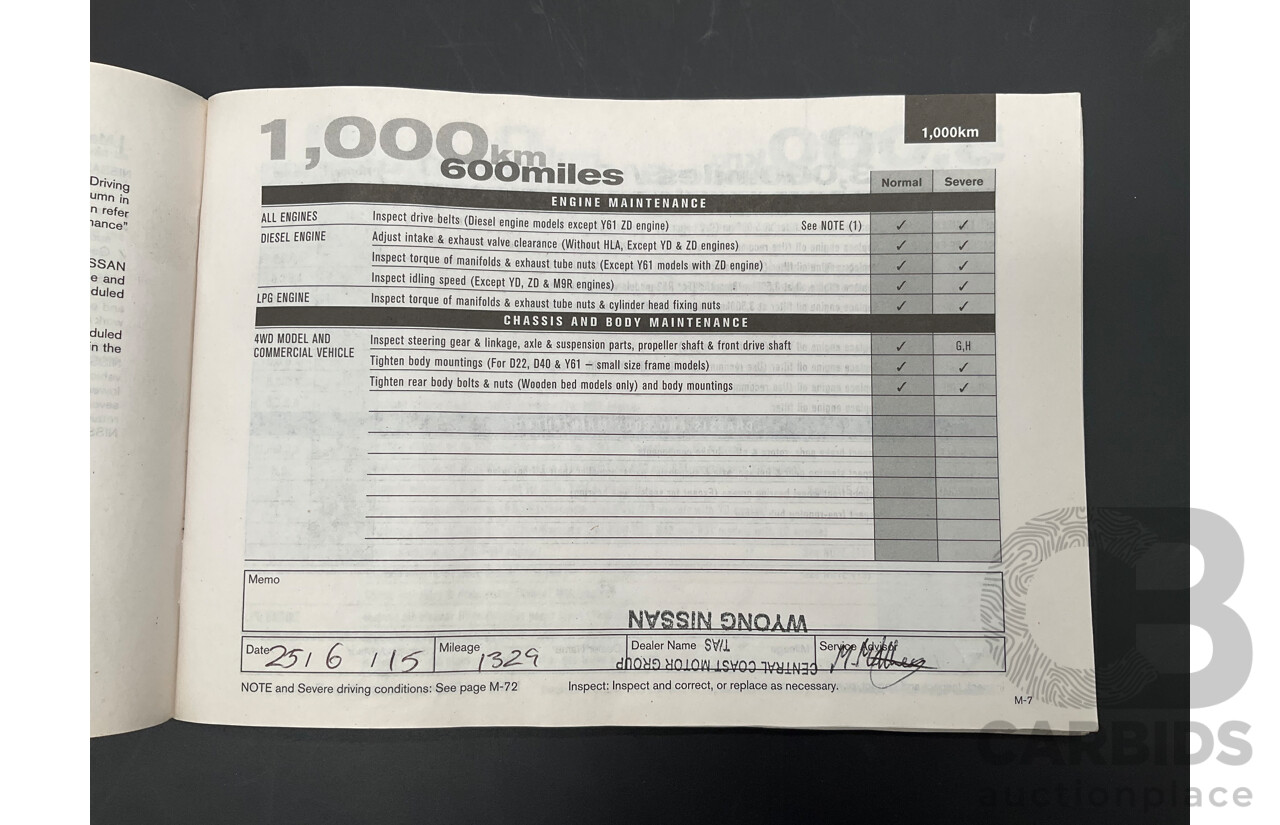 Driving
umn in
n refer
nance"
SSAN
e and
duled
duled
n the
1,000km
1,000km
600miles
Normal Severe
ENGINE MAINTENANCE
ALL ENGINES Inspect drive belts (Diesel engine models except Y61 ZD engine) See NOTE (1) ✓ ✓
DIESEL ENGINE Adjust intake & exhaust valve clearance (Without HLA, Except YD & ZD engines) ✓ ✓
Inspect torque of manifolds & exhaust tube nuts (Except Y61 models with ZD engine) ✓ ✓
Inspect idling speed (Except YD, ZD & M9R engines) ✓ ✓
LPG ENGINE Inspect torque of manifolds & exhaust tube nuts & cylinder head fixing nuts ✓ ✓
CHASSIS AND BODY MAINTENANCE
4WD MODEL AND Inspect steering gear & linkage, axle & suspension parts, propeller shaft & front drive shaft ✓ G,H
COMMERCIAL VEHICLE Tighten body mountings (For D22, D40 & Y61 – small size frame models) ✓ ✓
Tighten rear body bolts & nuts (Wooden bed models only) and body mountings ✓ ✓
Memo
WYONG NISSAN
Date 25/6/15 Mileage 1329 Dealer Name T/AS Service Advisor
CENTRAL COAST MOTOR GROUP
NOTE and Severe driving conditions: See page M-72 Inspect: Inspect and correct, or replace as necessary.
M-7
CB
CARBIDS
auctionplace